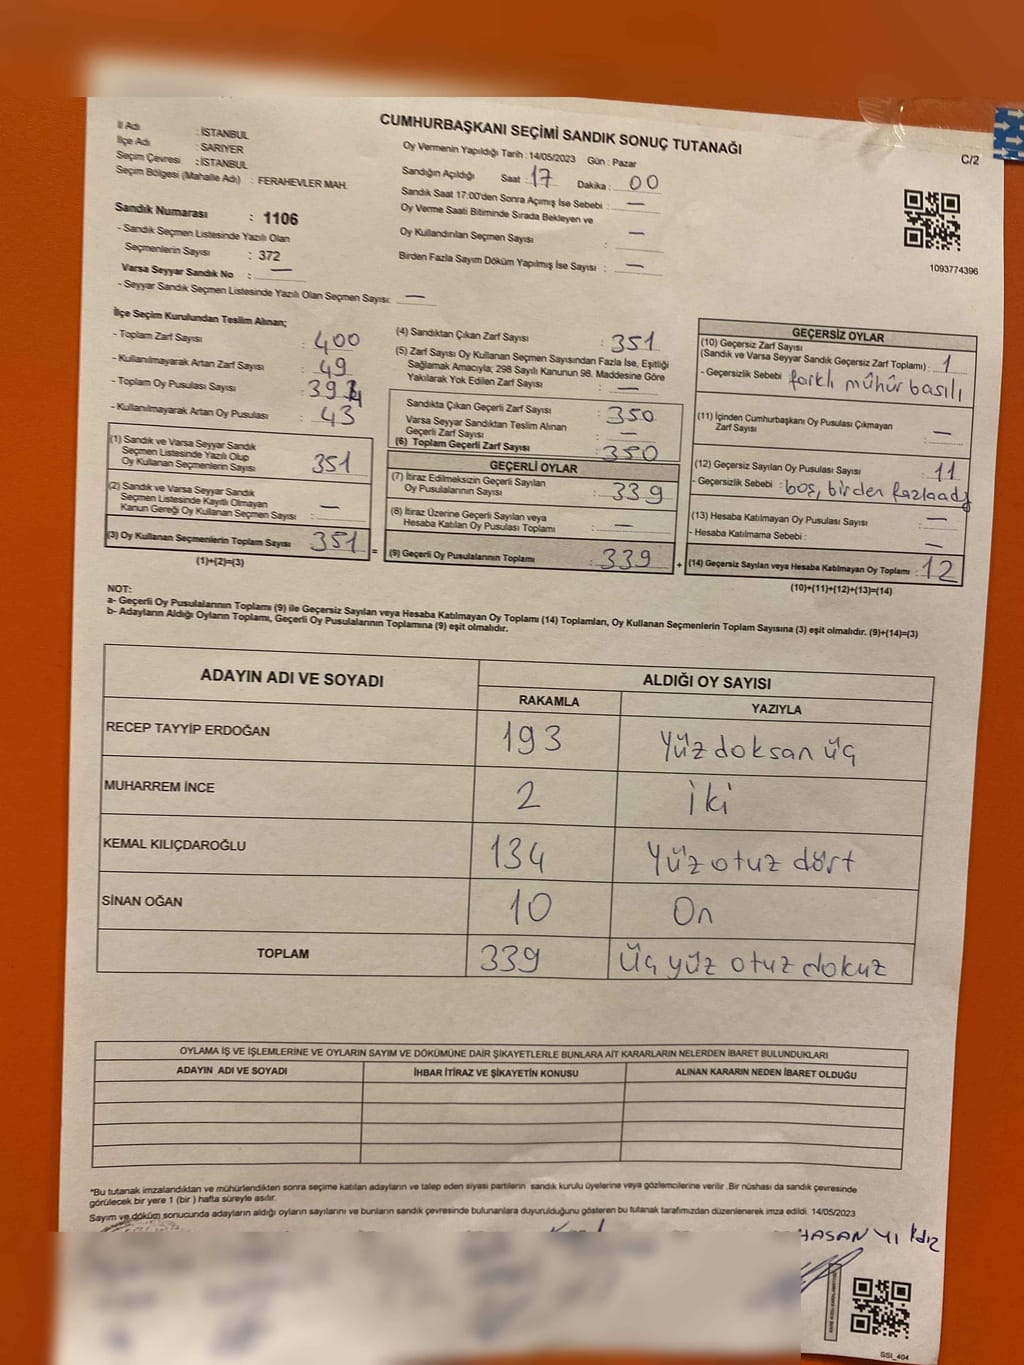 CUMHURBAŞKANI SEÇİMİ SANDIK SONUÇ TUTANAĞI
C/2
İl Adı : İSTANBUL
İlçe Adı : SARIYER
Seçim Çevresi : İSTANBUL
Seçim Bölgesi (Mahalle Adı) : FERAHEVLER MAH.
Sandık Numarası : 1106
- Sandık Seçmen Listesinde Yazılı Olan
Seçmenlerin Sayısı : 372
Varsa Seyyar Sandık No : —
- Seyyar Sandık Seçmen Listesinde Yazılı Olan Seçmen Sayısı: —
Oy Vermenin Yapıldığı Tarih : 14/05/2023 Gün : Pazar
Sandığın Açıldığı Saat : 17 Dakika : 00
Sandık Saat 17:00'den Sonra Açımış İse Sebebi : —
Oy Verme Saati Bitiminde Sırada Bekleyen ve
Oy Kullandırılan Seçmen Sayısı : —
Birden Fazla Sayım Döküm Yapılmış İse Sayısı : —
1093774396
İlçe Seçim Kurulundan Teslim Alınan;
- Toplam Zarf Sayısı : 400
- Kullanılmayarak Artan Zarf Sayısı : 49
- Toplam Oy Pusulası Sayısı : 394
- Kullanılmayarak Artan Oy Pusulası : 43
(1) Sandık ve Varsa Seyyar Sandık
Seçmen Listesinde Yazılı Olup
Oy Kullanan Seçmenlerin Sayısı : 351
(2) Sandık ve Varsa Seyyar Sandık
Seçmen Listesinde Kayıtlı Olmayan
Kanun Gereği Oy Kullanan Seçmen Sayısı : —
(3) Oy Kullanan Seçmenlerin Toplam Sayısı : 351 =
(1)+(2)=(3)
(4) Sandıktan Çıkan Zarf Sayısı : 351
(5) Zarf Sayısı Oy Kullanan Seçmen Sayısından Fazla İse, Eşitliği
Sağlamak Amacıyla; 298 Sayılı Kanunun 98. Maddesine Göre
Yakılarak Yok Edilen Zarf Sayısı : —
Sandıkta Çıkan Geçerli Zarf Sayısı : 350
Varsa Seyyar Sandıktan Teslim Alınan
Geçerli Zarf Sayısı : —
(6) Toplam Geçerli Zarf Sayısı : 350
GEÇERLİ OYLAR
(7) İtiraz Edilmeksizin Geçerli Sayılan
Oy Pusulalarının Sayısı : 339
(8) İtiraz Üzerine Geçerli Sayılan veya
Hesaba Katılan Oy Pusulası Toplamı : —
(9) Geçerli Oy Pusulalarının Toplamı : 339 +
GEÇERSİZ OYLAR
(10) Geçersiz Zarf Sayısı
(Sandık ve Varsa Seyyar Sandık Geçersiz Zarf Toplamı) : 1
- Geçersizlik Sebebi : farklı mühür basılı
(11) İçinden Cumhurbaşkanı Oy Pusulası Çıkmayan
Zarf Sayısı : —
(12) Geçersiz Sayılan Oy Pusulası Sayısı : 11
- Geçersizlik Sebebi : boş, birden fazla aday
(13) Hesaba Katılmayan Oy Pusulası Sayısı : —
- Hesaba Katılmama Sebebi : —
(14) Geçersiz Sayılan veya Hesaba Katılmayan Oy Toplamı : 12
(10)+(11)+(12)+(13)=(14)
NOT:
a- Geçerli Oy Pusulalarının Toplamı (9) ile Geçersiz Sayılan veya Hesaba Katılmayan Oy Toplamı (14) Toplamları, Oy Kullanan Seçmenlerin Toplam Sayısına (3) eşit olmalıdır. (9)+(14)=(3)
b- Adayların Aldığı Oyların Toplamı, Geçerli Oy Pusulalarının Toplamına (9) eşit olmalıdır.
ADAYIN ADI VE SOYADI ALDIĞI OY SAYISI
RAKAMLA YAZIYLA
RECEP TAYYİP ERDOĞAN 193 Yüz doksan üç
MUHARREM İNCE 2 İki
KEMAL KILIÇDAROĞLU 134 Yüz otuz dört
SİNAN OĞAN 10 On
TOPLAM 339 Üç yüz otuz dokuz
OYLAMA İŞ VE İŞLEMLERİNE VE OYLARIN SAYIM VE DÖKÜMÜNE DAİR ŞİKAYETLERLE BUNLARA AİT KARARLARIN NELERDEN İBARET BULUNDUKLARI
ADAYIN ADI VE SOYADI İHBAR İTİRAZ VE ŞİKAYETİN KONUSU ALINAN KARARIN NEDEN İBARET OLDUĞU
*Bu tutanak imzalandıktan ve mühürlendikten sonra seçime katılan adayların ve talep eden siyasi partilerin sandık kurulu üyelerine veya gözlemcilerine verilir. Bir nüshası da sandık çevresinde
görülecek bir yere 1 (bir) hafta süreyle asılır.
Sayım ve döküm sonucunda adayların aldığı oyların sayılarını ve bunların sandık çevresinde bulunanlara duyurulduğunu gösteren bu tutanak tarafımızdan düzenlenerek imza edildi. 14/05/2023
HASAN YILDIZ
SSI_404